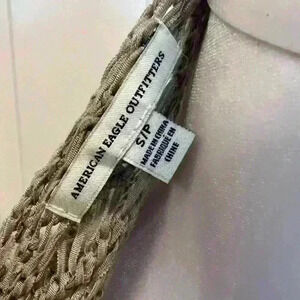 AMERICAN EAGLE OUTFITTERS
S/P
MADE IN CHINA
FABRIQUÉ EN
CHINE